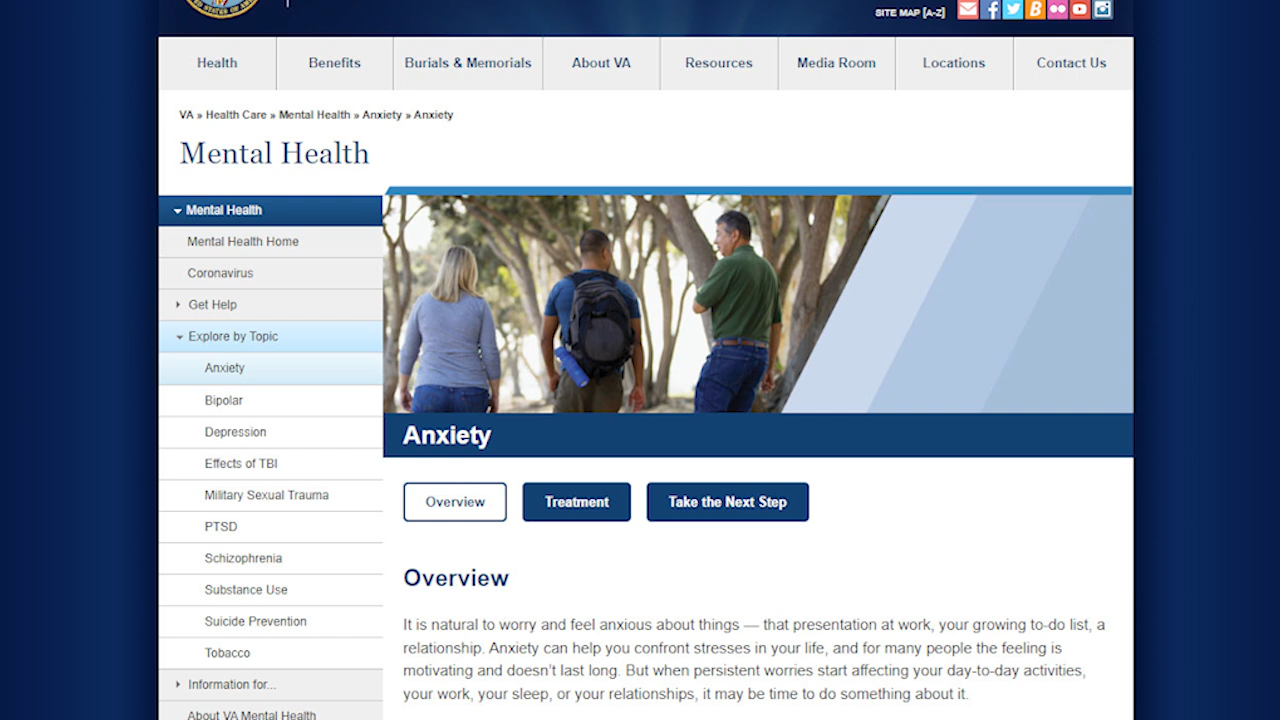 SITE MAP [A-Z]
Health
Benefits
Burials & Memorials
About VA
Resources
Media Room
Locations
Contact Us
VA » Health Care » Mental Health » Anxiety » Anxiety
Mental Health
Mental Health
Mental Health Home
Coronavirus
Get Help
Explore by Topic
Anxiety
Bipolar
Depression
Effects of TBI
Military Sexual Trauma
PTSD
Schizophrenia
Substance Use
Suicide Prevention
Tobacco
Information for...
About VA Mental Health
Anxiety
Overview
Treatment
Take the Next Step
Overview
It is natural to worry and feel anxious about things — that presentation at work, your growing to-do list, a
relationship. Anxiety can help you confront stresses in your life, and for many people the feeling is
motivating and doesn't last long. But when persistent worries start affecting your day-to-day activities,
your work, your sleep, or your relationships, it may be time to do something about it.